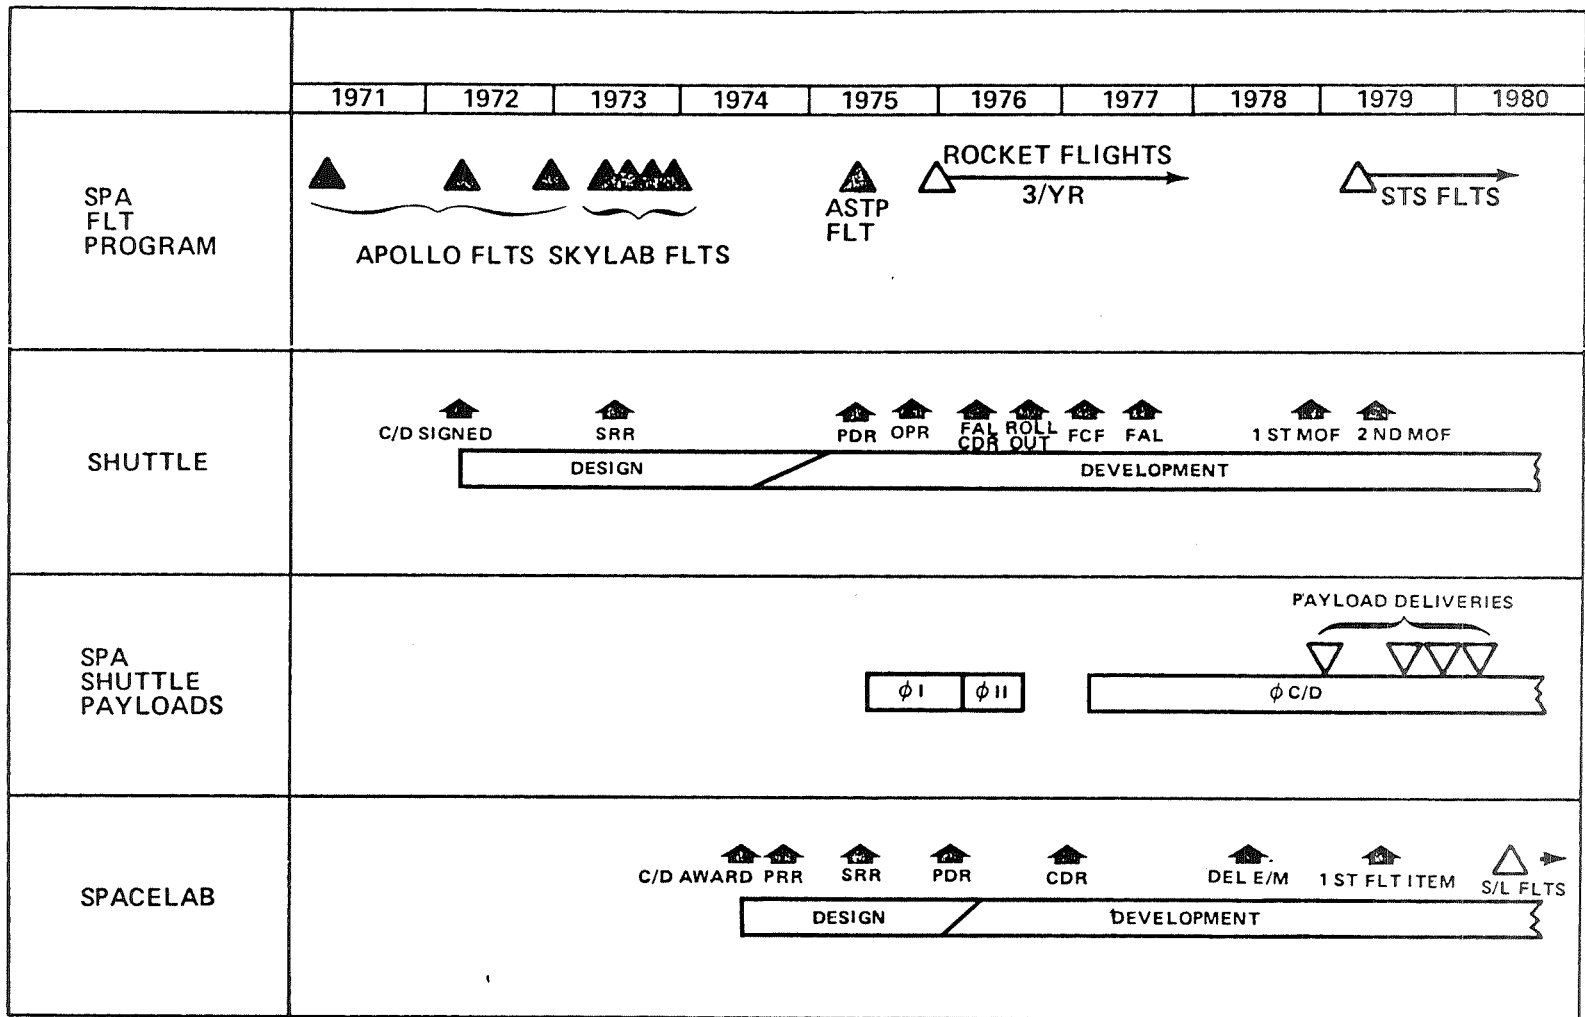 1971 1972 1973 1974 1975 1976 1977 1978 1979 1980
SPA
FLT
PROGRAM
APOLLO FLTS SKYLAB FLTS
ASTP
FLT
ROCKET FLIGHTS
3/YR
STS FLTS
SHUTTLE
C/D SIGNED SRR PDR OPR FAL ROLL FCF FAL 1 ST MOF 2 ND MOF
CDR OUT
DESIGN DEVELOPMENT
SPA
SHUTTLE
PAYLOADS
PAYLOAD DELIVERIES
ϕ I ϕ II ϕ C/D
SPACELAB
C/D AWARD PRR SRR PDR CDR DEL E/M 1 ST FLT ITEM S/L FLTS
DESIGN DEVELOPMENT